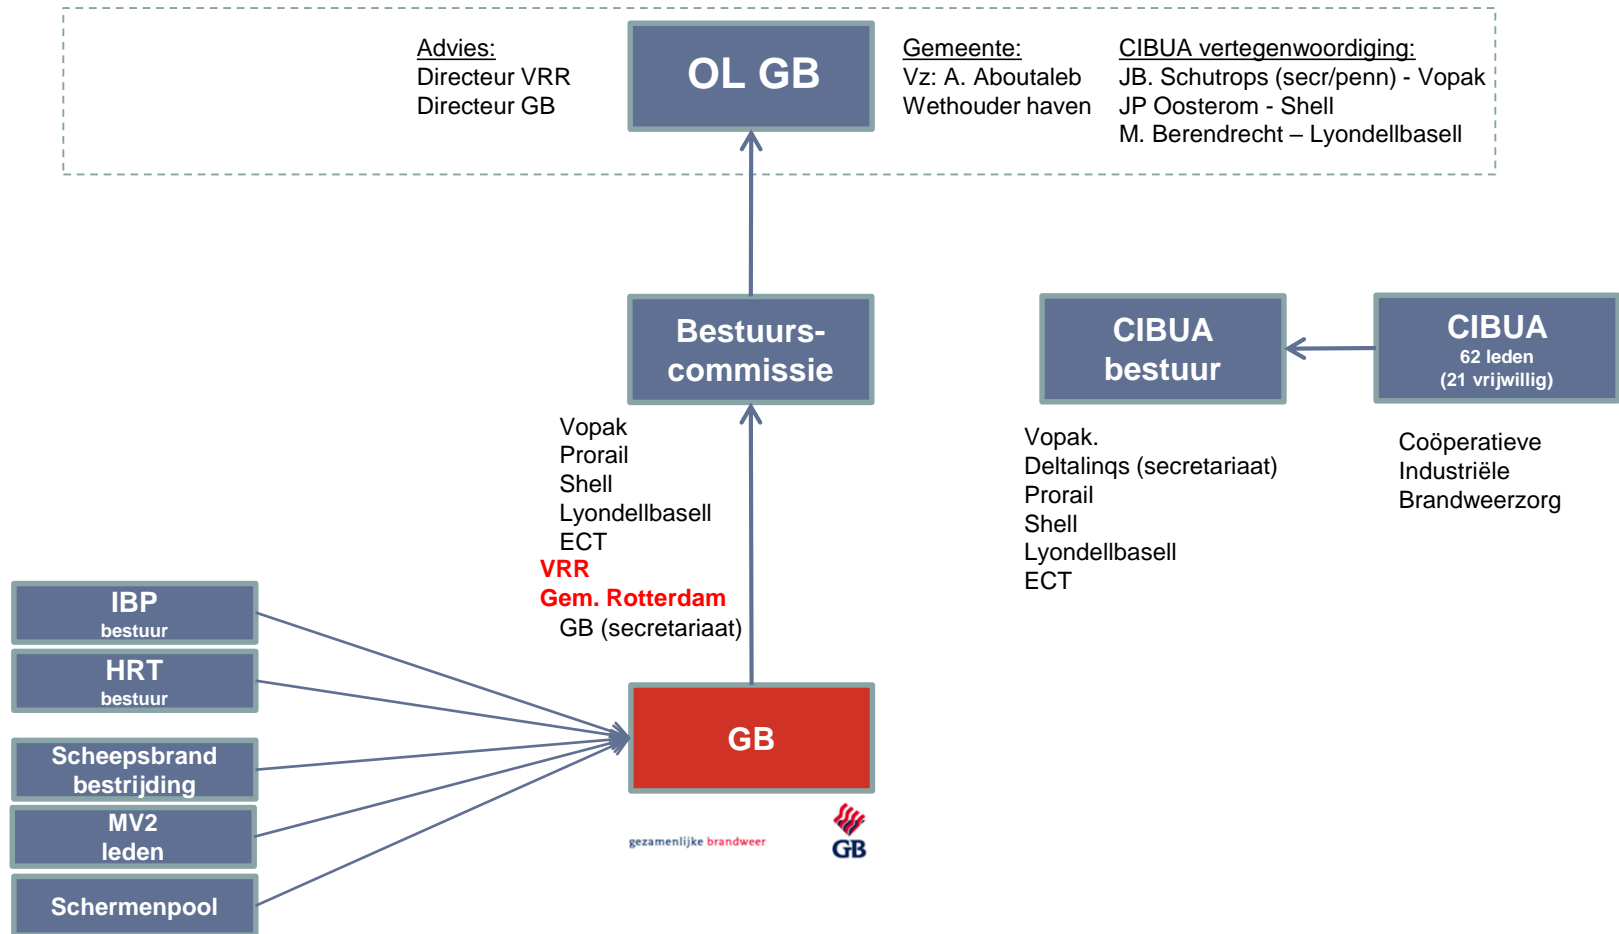 Advies:
Directeur VRR
Directeur GB
OL GB
Gemeente:
Vz: A. Aboutaleb
Wethouder haven
CIBUA vertegenwoordiging:
JB. Schutrops (secr/penn) - Vopak
JP Oosterom - Shell
M. Berendrecht – Lyondellbasell
Bestuurs-
commissie
CIBUA
bestuur
CIBUA
62 leden
(21 vrijwillig)
Vopak
Prorail
Shell
Lyondellbasell
ECT
VRR
Gem. Rotterdam
GB (secretariaat)
Vopak.
Deltalinqs (secretariaat)
Prorail
Shell
Lyondellbasell
ECT
Coöperatieve
Industriële
Brandweerzorg
IBP
bestuur
HRT
bestuur
Scheepsbrand
bestrijding
MV2
leden
Schermenpool
GB
gezamenlijke brandweer
GB